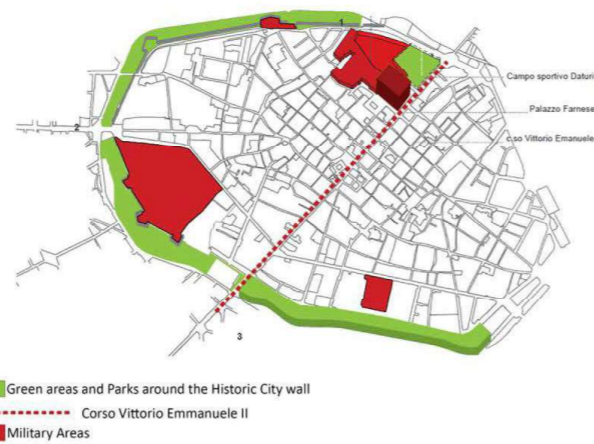 1
Campo sportivo Daturi
Palazzo Farnese
2
c.so Vittorio Emanuele
3
Green areas and Parks around the Historic City wall
Corso Vittorio Emmanuele II
Military Areas